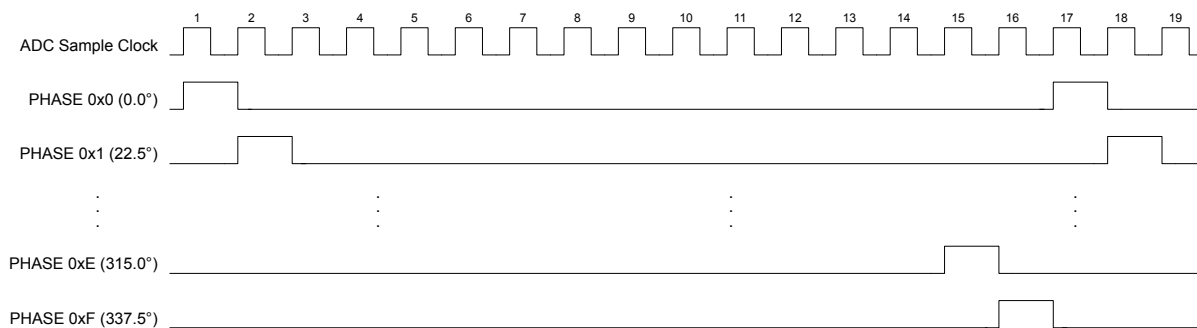 1 2 3 4 5 6 7 8 9 10 11 12 13 14 15 16 17 18 19
ADC Sample Clock
PHASE 0x0 (0.0°)
PHASE 0x1 (22.5°)
PHASE 0xE (315.0°)
PHASE 0xF (337.5°)